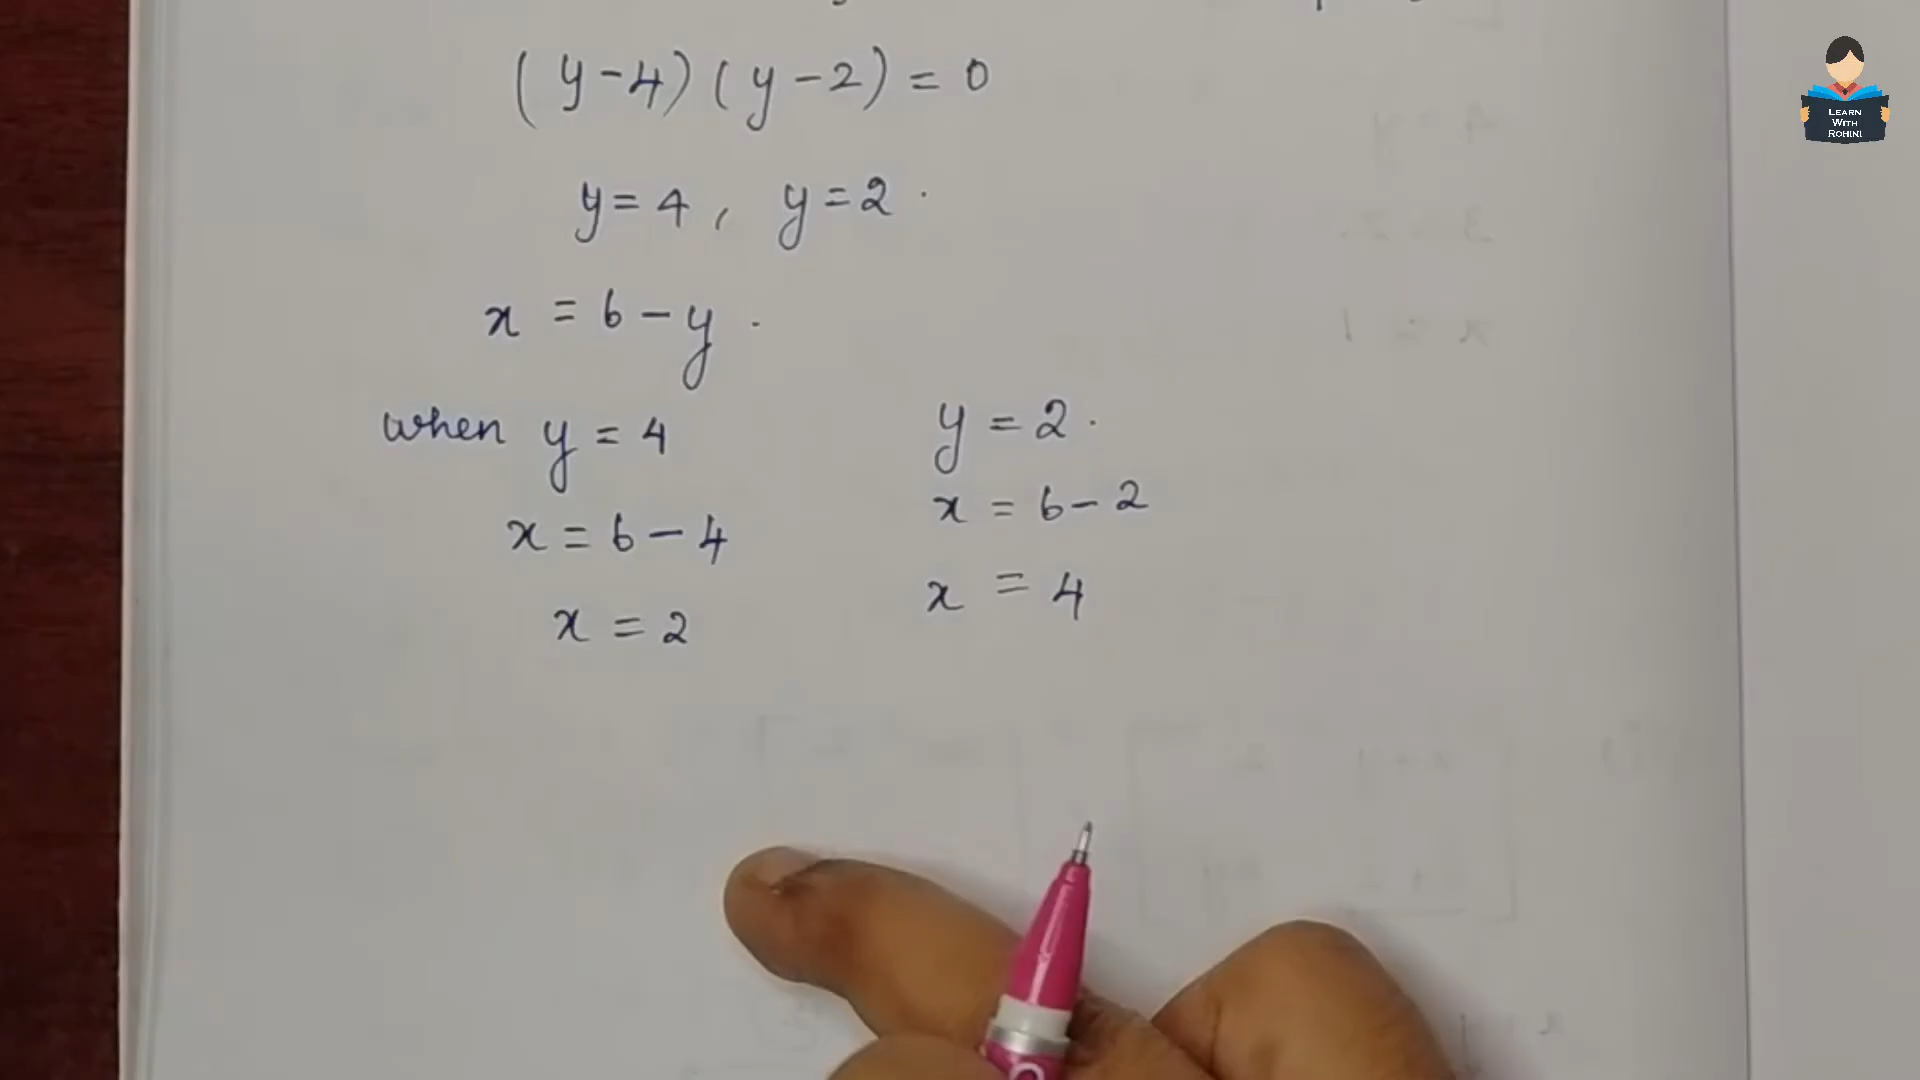 (y-4)(y-2)=0
y=4, y=2.
x = 6-y.
when y=4
x = 6-4
x = 2
y = 2.
x = 6-2
x = 4
LEARN
WITH
ROHINI